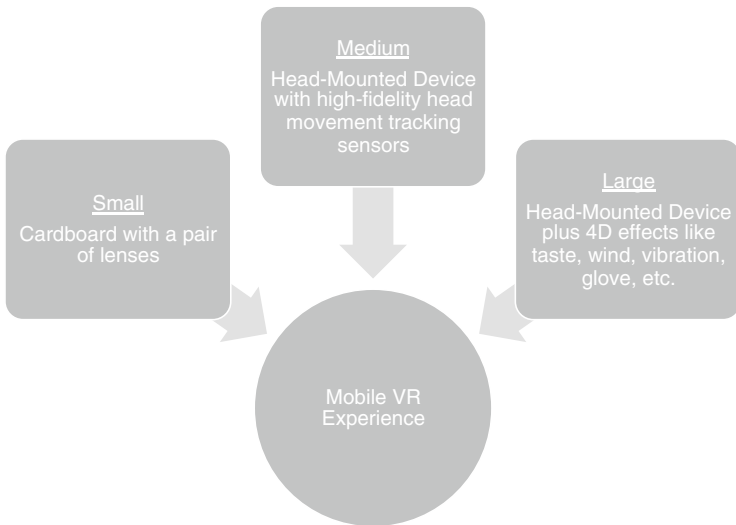 Medium
Head-Mounted Device
with high-fidelity head
movement tracking
sensors
Small
Cardboard with a pair
of lenses
Large
Head-Mounted Device
plus 4D effects like
taste, wind, vibration,
glove, etc.
Mobile VR
Experience